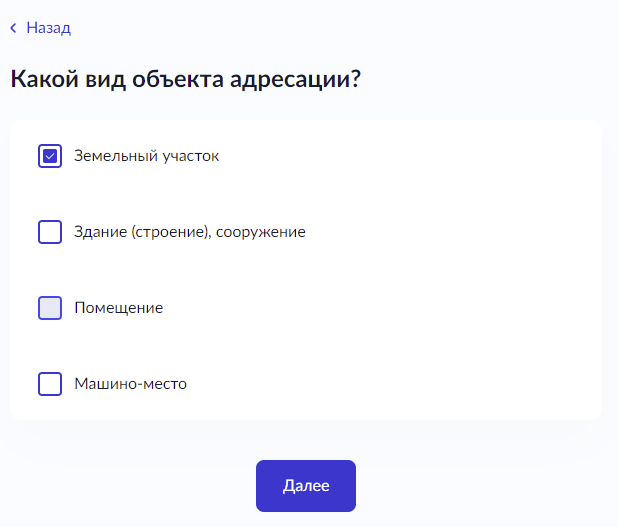 Назад
Какой вид объекта адресации?
Земельный участок
Здание (строение), сооружение
Помещение
Машино-место
Далее